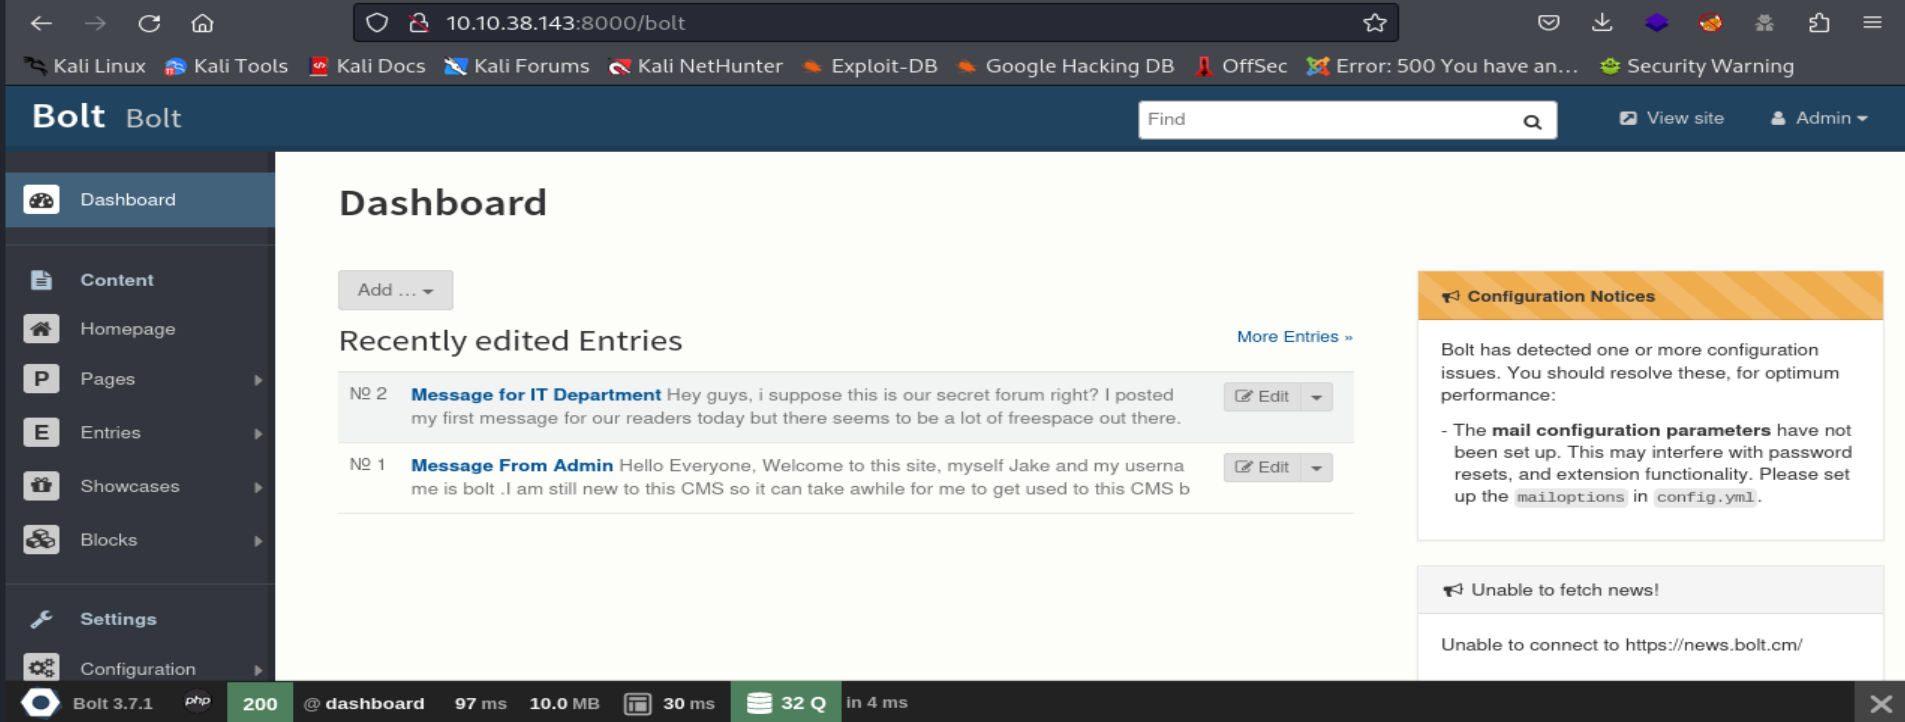 10.10.38.143:8000/bolt
Kali Linux Kali Tools Kali Docs Kali Forums Kali NetHunter Exploit-DB Google Hacking DB OffSec Error: 500 You have an... Security Warning
Bolt Bolt Find View site Admin
Dashboard
Content
Homepage
P Pages
E Entries
Showcases
Blocks
Settings
Configuration
Dashboard
Add ...
Recently edited Entries More Entries »
№ 2 Message for IT Department Hey guys, i suppose this is our secret forum right? I posted Edit
my first message for our readers today but there seems to be a lot of freespace out there.
№ 1 Message From Admin Hello Everyone, Welcome to this site, myself Jake and my userna Edit
me is bolt .I am still new to this CMS so it can take awhile for me to get used to this CMS b
Configuration Notices
Bolt has detected one or more configuration
issues. You should resolve these, for optimum
performance:
- The mail configuration parameters have not
been set up. This may interfere with password
resets, and extension functionality. Please set
up the mailoptions in config.yml.
Unable to fetch news!
Unable to connect to https://news.bolt.cm/
Bolt 3.7.1 php 200 @ dashboard 97 ms 10.0 MB 30 ms 32 Q in 4 ms